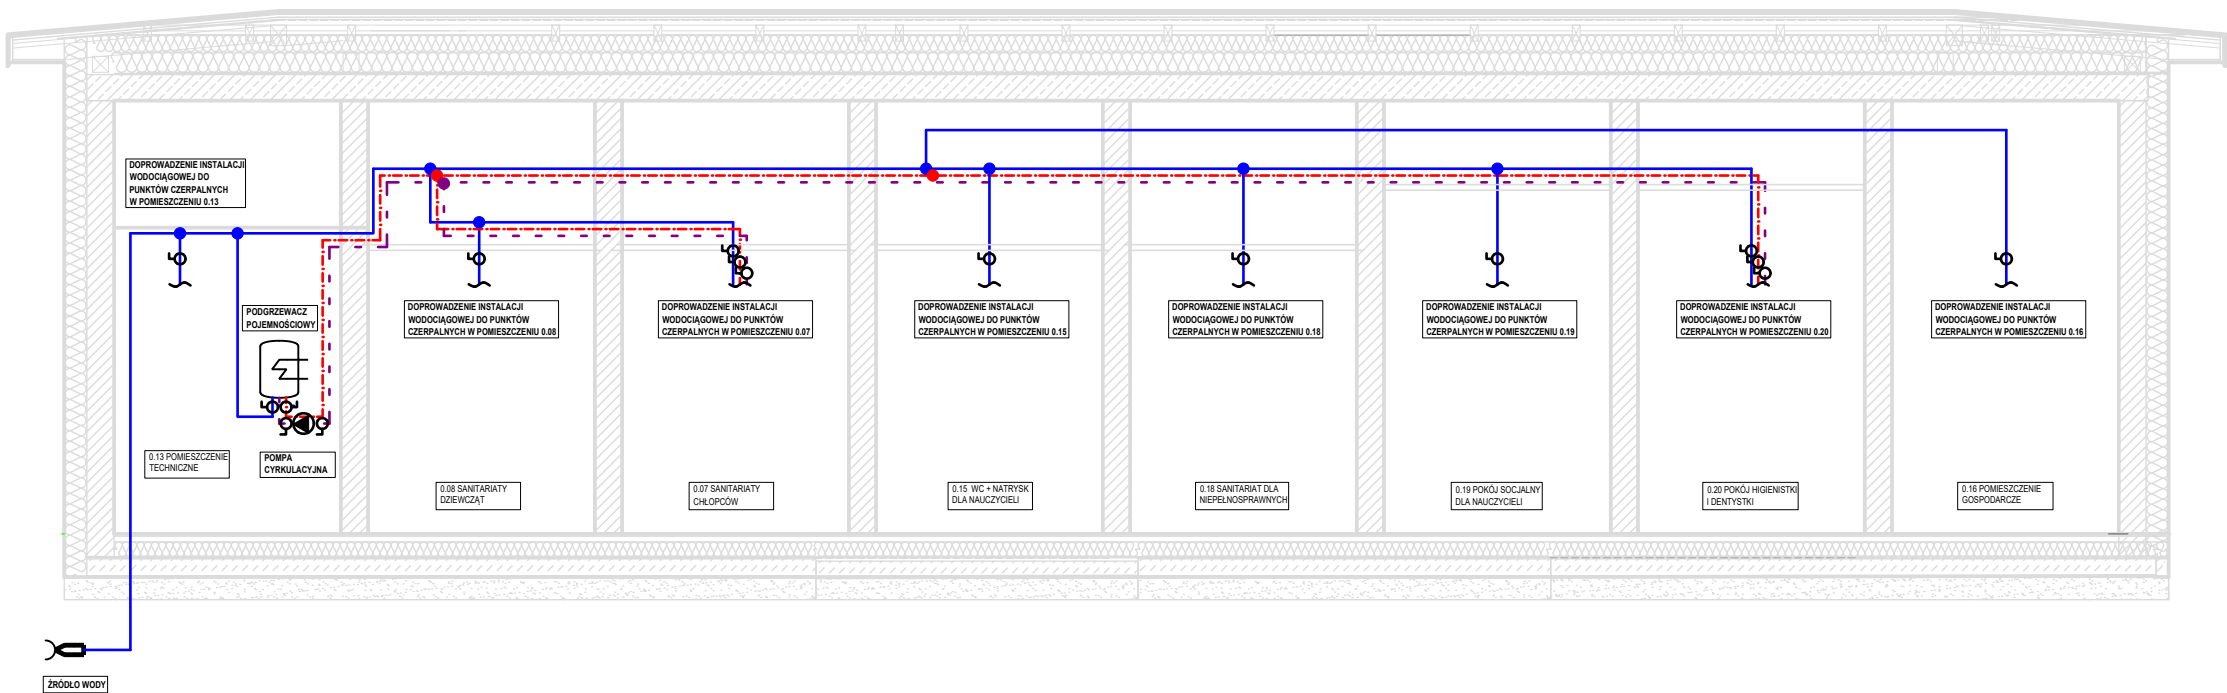 DOPROWADZENIE INSTALACJI
WODOCIĄGOWEJ DO
PUNKTÓW CZERPALNYCH
W POMIESZCZENIU 0.13
PODGRZEWACZ
POJEMNOŚCIOWY
DOPROWADZENIE INSTALACJI
WODOCIĄGOWEJ DO PUNKTÓW
CZERPALNYCH W POMIESZCZENIU 0.08
DOPROWADZENIE INSTALACJI
WODOCIĄGOWEJ DO PUNKTÓW
CZERPALNYCH W POMIESZCZENIU 0.07
DOPROWADZENIE INSTALACJI
WODOCIĄGOWEJ DO PUNKTÓW
CZERPALNYCH W POMIESZCZENIU 0.15
DOPROWADZENIE INSTALACJI
WODOCIĄGOWEJ DO PUNKTÓW
CZERPALNYCH W POMIESZCZENIU 0.18
DOPROWADZENIE INSTALACJI
WODOCIĄGOWEJ DO PUNKTÓW
CZERPALNYCH W POMIESZCZENIU 0.19
DOPROWADZENIE INSTALACJI
WODOCIĄGOWEJ DO PUNKTÓW
CZERPALNYCH W POMIESZCZENIU 0.20
DOPROWADZENIE INSTALACJI
WODOCIĄGOWEJ DO PUNKTÓW
CZERPALNYCH W POMIESZCZENIU 0.16
0.13 POMIESZCZENIE
TECHNICZNE
POMPA
CYRKULACYJNA
0.08 SANITARIATY
DZIEWCZĄT
0.07 SANITARIATY
CHŁOPCÓW
0.15 WC + NATRYSK
DLA NAUCZYCIELI
0.18 SANITARIAT DLA
NIEPEŁNOSPRAWNYCH
0.19 POKÓJ SOCJALNY
DLA NAUCZYCIELI
0.20 POKÓJ HIGIENISTKI
I DENTYSTKI
0.16 POMIESZCZENIE
GOSPODARCZE
ŹRÓDŁO WODY